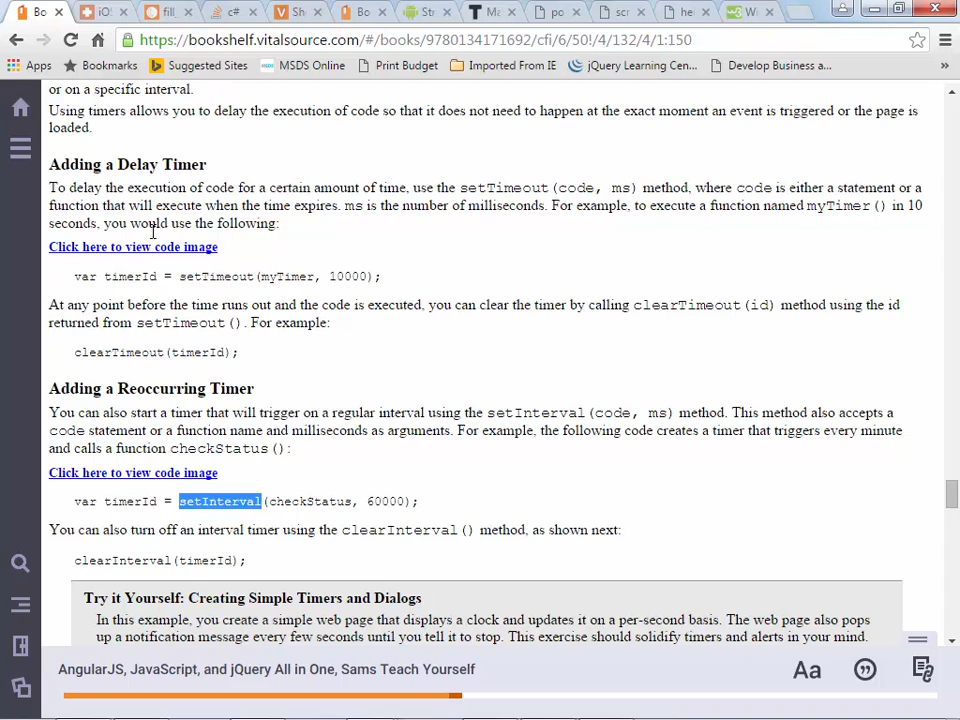 Bo
iOS
fill_
c#
Sh
Bo
Str
Ma
po
scr
he
Wi
https://bookshelf.vitalsource.com/#/books/9780134171692/cfi/6/50!/4/132/4/1:150
Apps Bookmarks Suggested Sites MSDS Online Print Budget Imported From IE jQuery Learning Cen... Develop Business a... »
or on a specific interval.
Using timers allows you to delay the execution of code so that it does not need to happen at the exact moment an event is triggered or the page is
loaded.
Adding a Delay Timer
To delay the execution of code for a certain amount of time, use the setTimeout(code, ms) method, where code is either a statement or a
function that will execute when the time expires. ms is the number of milliseconds. For example, to execute a function named myTimer() in 10
seconds, you would use the following:
Click here to view code image
var timerId = setTimeout(myTimer, 10000);
At any point before the time runs out and the code is executed, you can clear the timer by calling clearTimeout(id) method using the id
returned from setTimeout(). For example:
clearTimeout(timerId);
Adding a Reoccurring Timer
You can also start a timer that will trigger on a regular interval using the setInterval(code, ms) method. This method also accepts a
code statement or a function name and milliseconds as arguments. For example, the following code creates a timer that triggers every minute
and calls a function checkStatus():
Click here to view code image
var timerId = setInterval(checkStatus, 60000);
You can also turn off an interval timer using the clearInterval() method, as shown next:
clearInterval(timerId);
Try it Yourself: Creating Simple Timers and Dialogs
In this example, you create a simple web page that displays a clock and updates it on a per-second basis. The web page also pops
up a notification message every few seconds until you tell it to stop. This exercise should solidify timers and alerts in your mind.
AngularJS, JavaScript, and jQuery All in One, Sams Teach Yourself
Aa